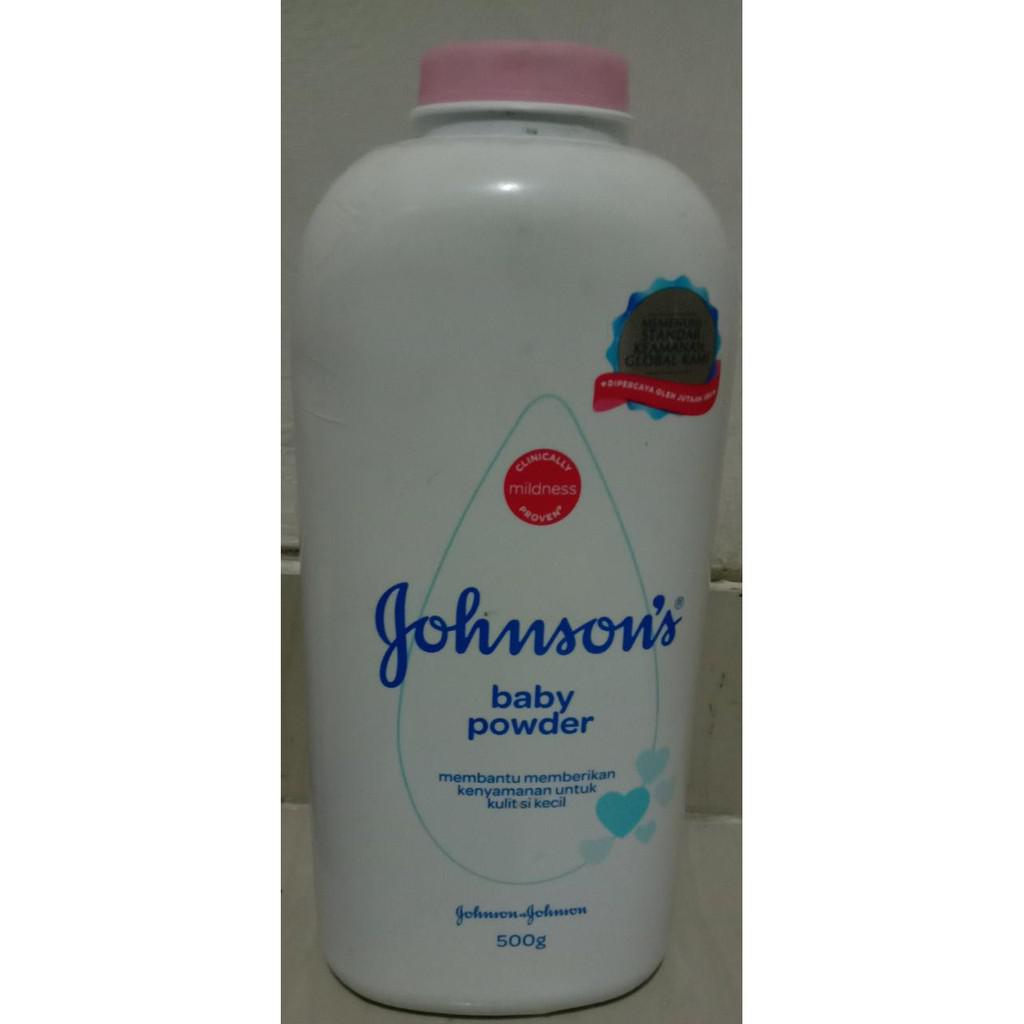 MEMENUHI
STANDAR
KEAMANAN
GLOBAL KAMI
DIPERCAYA OLEH JUTAAN
CLINICALLY
mildness
PROVEN*
Johnson's®
baby
powder
membantu memberikan
kenyamanan untuk
kulit si kecil
Johnson & Johnson
500g